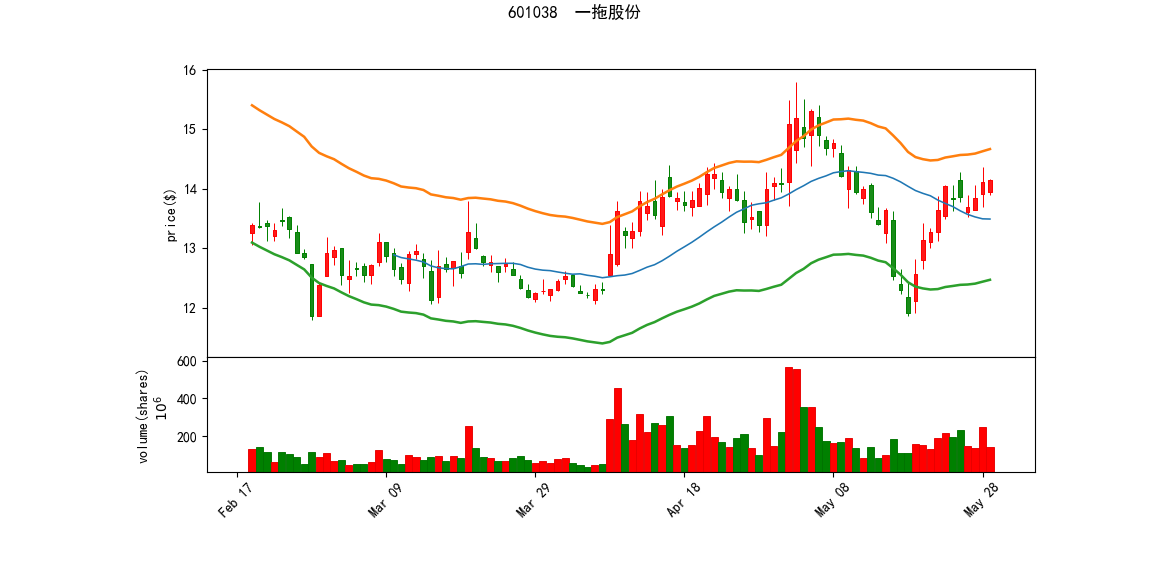 601038 一拖股份
16
15
14
13
12
price($)
600
400
200
volume(shares)
10^6
Feb 17
Mar 09
Mar 29
Apr 18
May 08
May 28